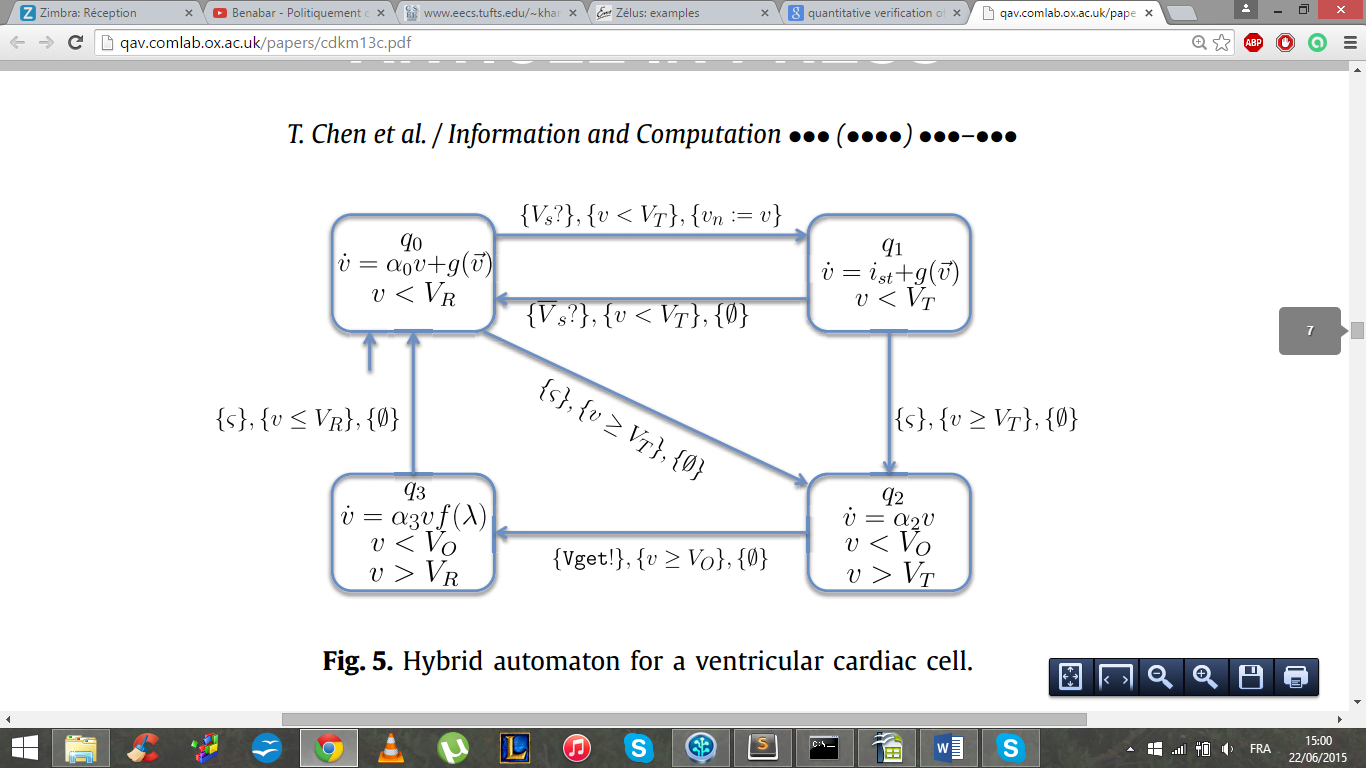 Zimbra: Réception
Benabar - Politiquement c
www.eecs.tufts.edu/~khar
Zélus: examples
quantitative verification of
qav.comlab.ox.ac.uk/pape
qav.comlab.ox.ac.uk/papers/cdkm13c.pdf
ABP
T. Chen et al. / Information and Computation ••• (••••) •••–•••
{V_s?}, {v < V_T}, {v_n := v}
q_0
v̇ = α_0v+g(v⃗)
v < V_R
q_1
v̇ = i_st+g(v⃗)
v < V_T
{V̅_s?}, {v < V_T}, {∅}
7
{ς}, {v ≥ V_T}, {∅}
{ς}, {v ≤ V_R}, {∅}
{ς}, {v ≥ V_T}, {∅}
q_3
v̇ = α_3vf(λ)
v < V_O
v > V_R
q_2
v̇ = α_2v
v < V_O
v > V_T
{Vget!}, {v ≥ V_O}, {∅}
Fig. 5. Hybrid automaton for a ventricular cardiac cell.
FRA
15:00
22/06/2015